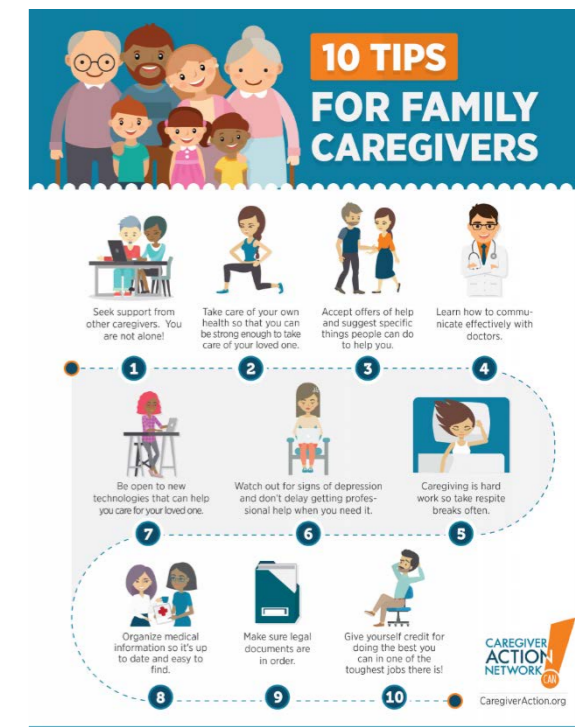 10 TIPS
FOR FAMILY
CAREGIVERS
Seek support from
other caregivers. You
are not alone!
1
Take care of your own
health so that you can
be strong enough to take
care of your loved one.
2
Accept offers of help
and suggest specific
things people can do
to help you.
3
Learn how to commu-
nicate effectively with
doctors.
4
Caregiving is hard
work so take respite
breaks often.
5
Watch out for signs of depression
and don't delay getting profes-
sional help when you need it.
6
Be open to new
technologies that can help
you care for your loved one.
7
Organize medical
information so it's up
to date and easy to
find.
8
Make sure legal
documents are
in order.
9
Give yourself credit for
doing the best you
can in one of the
toughest jobs there is!
10
CAREGIVER
ACTION
NETWORK
CAN
CaregiverAction.org